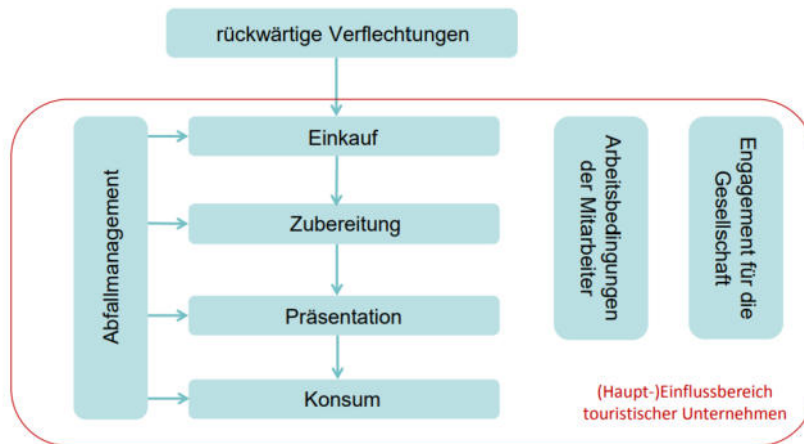 rückwärtige Verflechtungen
Abfallmanagement
Einkauf
Zubereitung
Präsentation
Konsum
Arbeitsbedingungen
der Mitarbeiter
Engagement für die
Gesellschaft
(Haupt-)Einflussbereich
touristischer Unternehmen